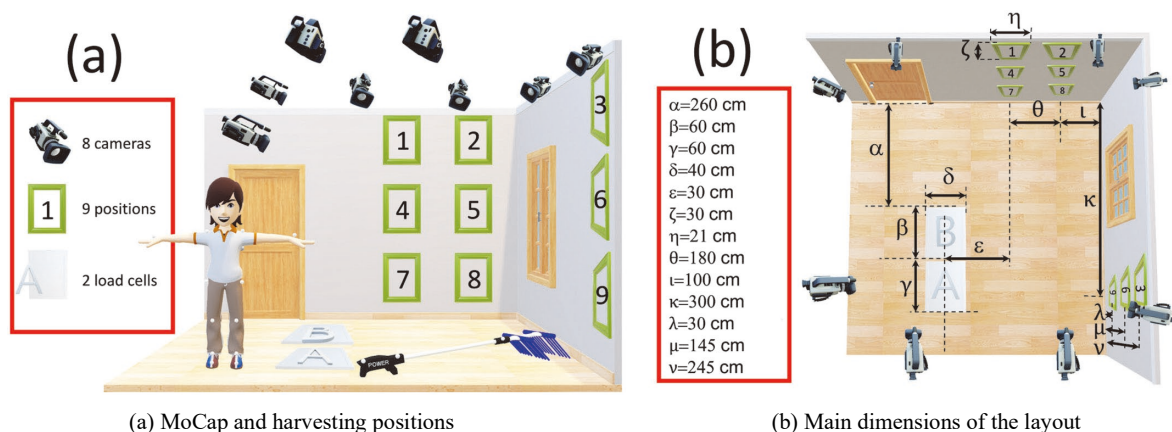 (a)
8 cameras
1
9 positions
A
2 load cells
1
2
3
4
5
6
7
8
9
B
A
POWER
(b)
α=260 cm
β=60 cm
γ=60 cm
δ=40 cm
ε=30 cm
ζ=30 cm
η=21 cm
θ=180 cm
ι=100 cm
κ=300 cm
λ=30 cm
μ=145 cm
ν=245 cm
η
ζ
1
2
4
5
7
8
θ
ι
α
δ
κ
β
B
ε
γ
A
9
6
3
λ
μ
ν
(a) MoCap and harvesting positions
(b) Main dimensions of the layout